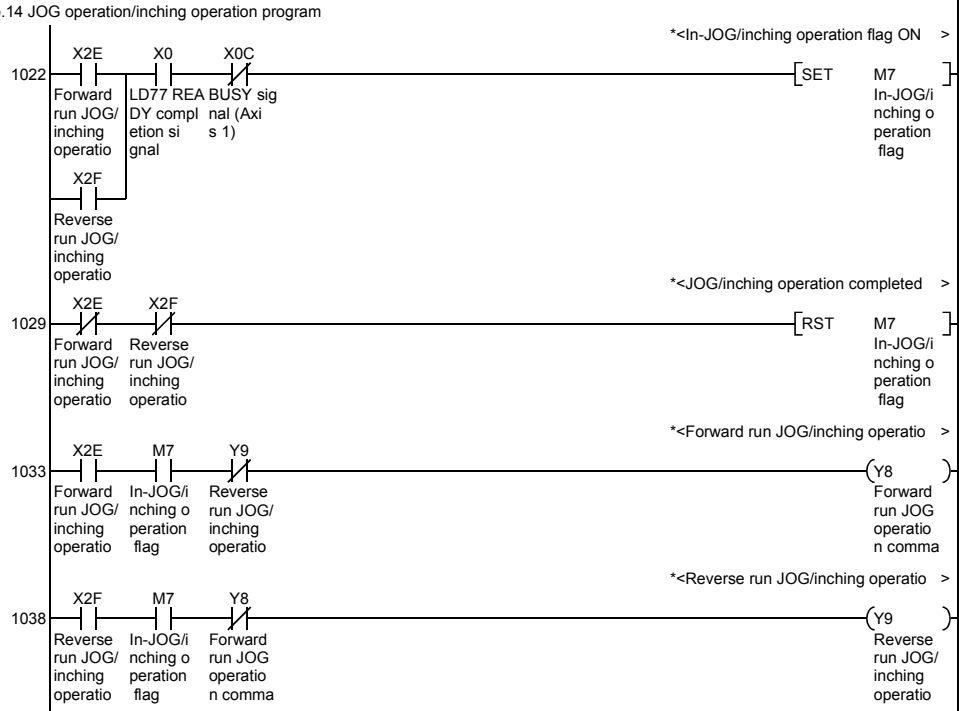 .14 JOG operation/inching operation program
*<In-JOG/inching operation flag ON >
X2E X0 X0C
1022 SET M7
Forward LD77 REA BUSY sig In-JOG/i
run JOG/ DY compl nal (Axi nching o
inching etion si s 1) peration
operatio gnal flag
X2F
Reverse
run JOG/
inching
operatio
*<JOG/inching operation completed >
X2E X2F
1029 RST M7
Forward Reverse In-JOG/i
run JOG/ run JOG/ nching o
inching inching peration
operatio operatio flag
*<Forward run JOG/inching operatio >
X2E M7 Y9
1033 Y8
Forward In-JOG/i Reverse Forward
run JOG/ nching o run JOG/ run JOG
inching peration inching operatio
operatio flag operatio n comma
*<Reverse run JOG/inching operatio >
X2F M7 Y8
1038 Y9
Reverse In-JOG/i Forward Reverse
run JOG/ nching o run JOG run JOG/
inching peration operatio inching
operatio flag n comma operatio